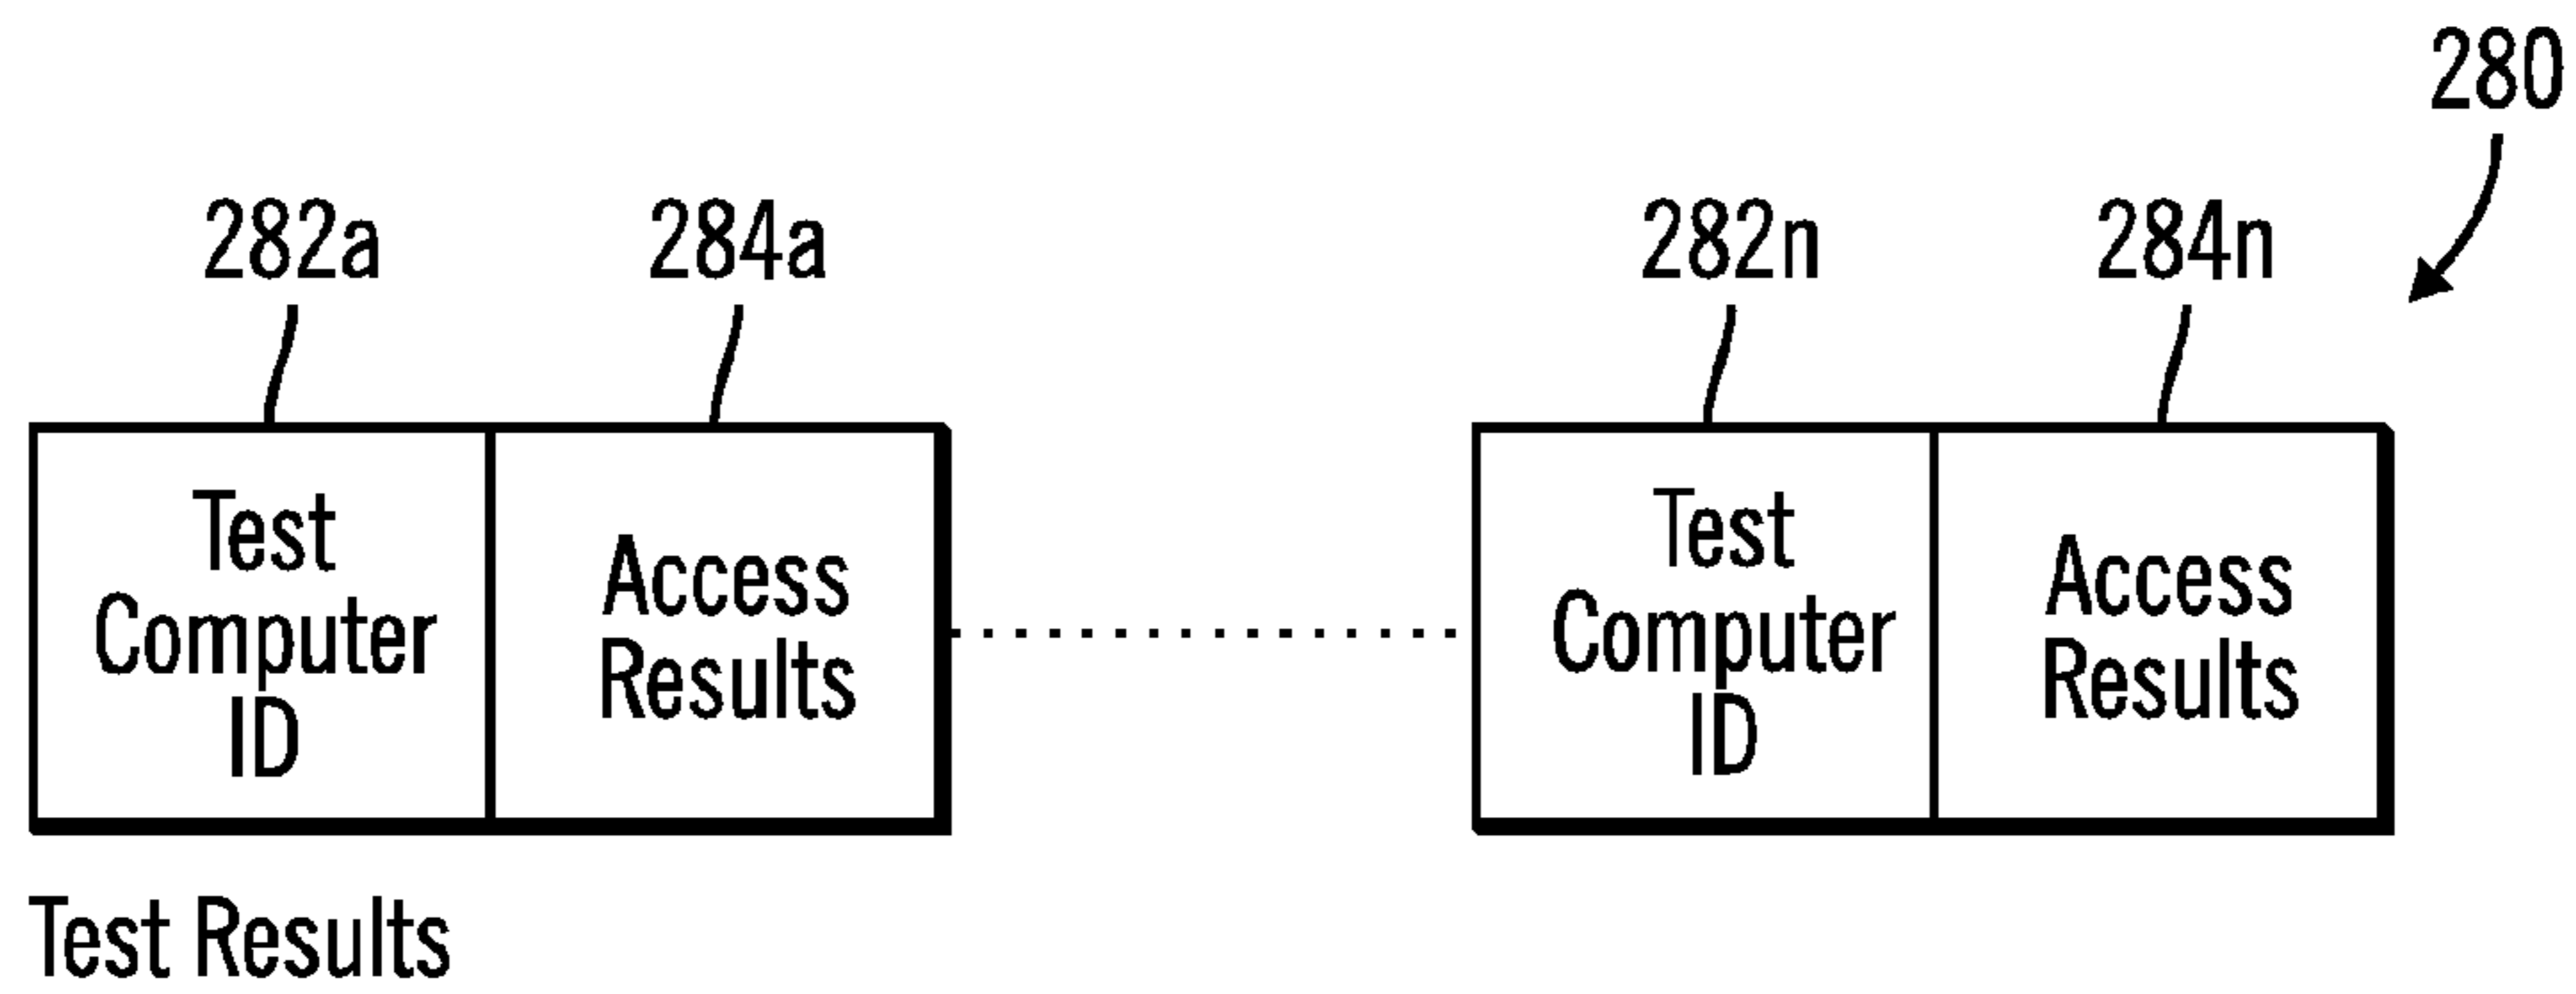 280
282a
284a
282n
284n
Test
Computer
ID
Access
Results
Test
Computer
ID
Access
Results
Test Results